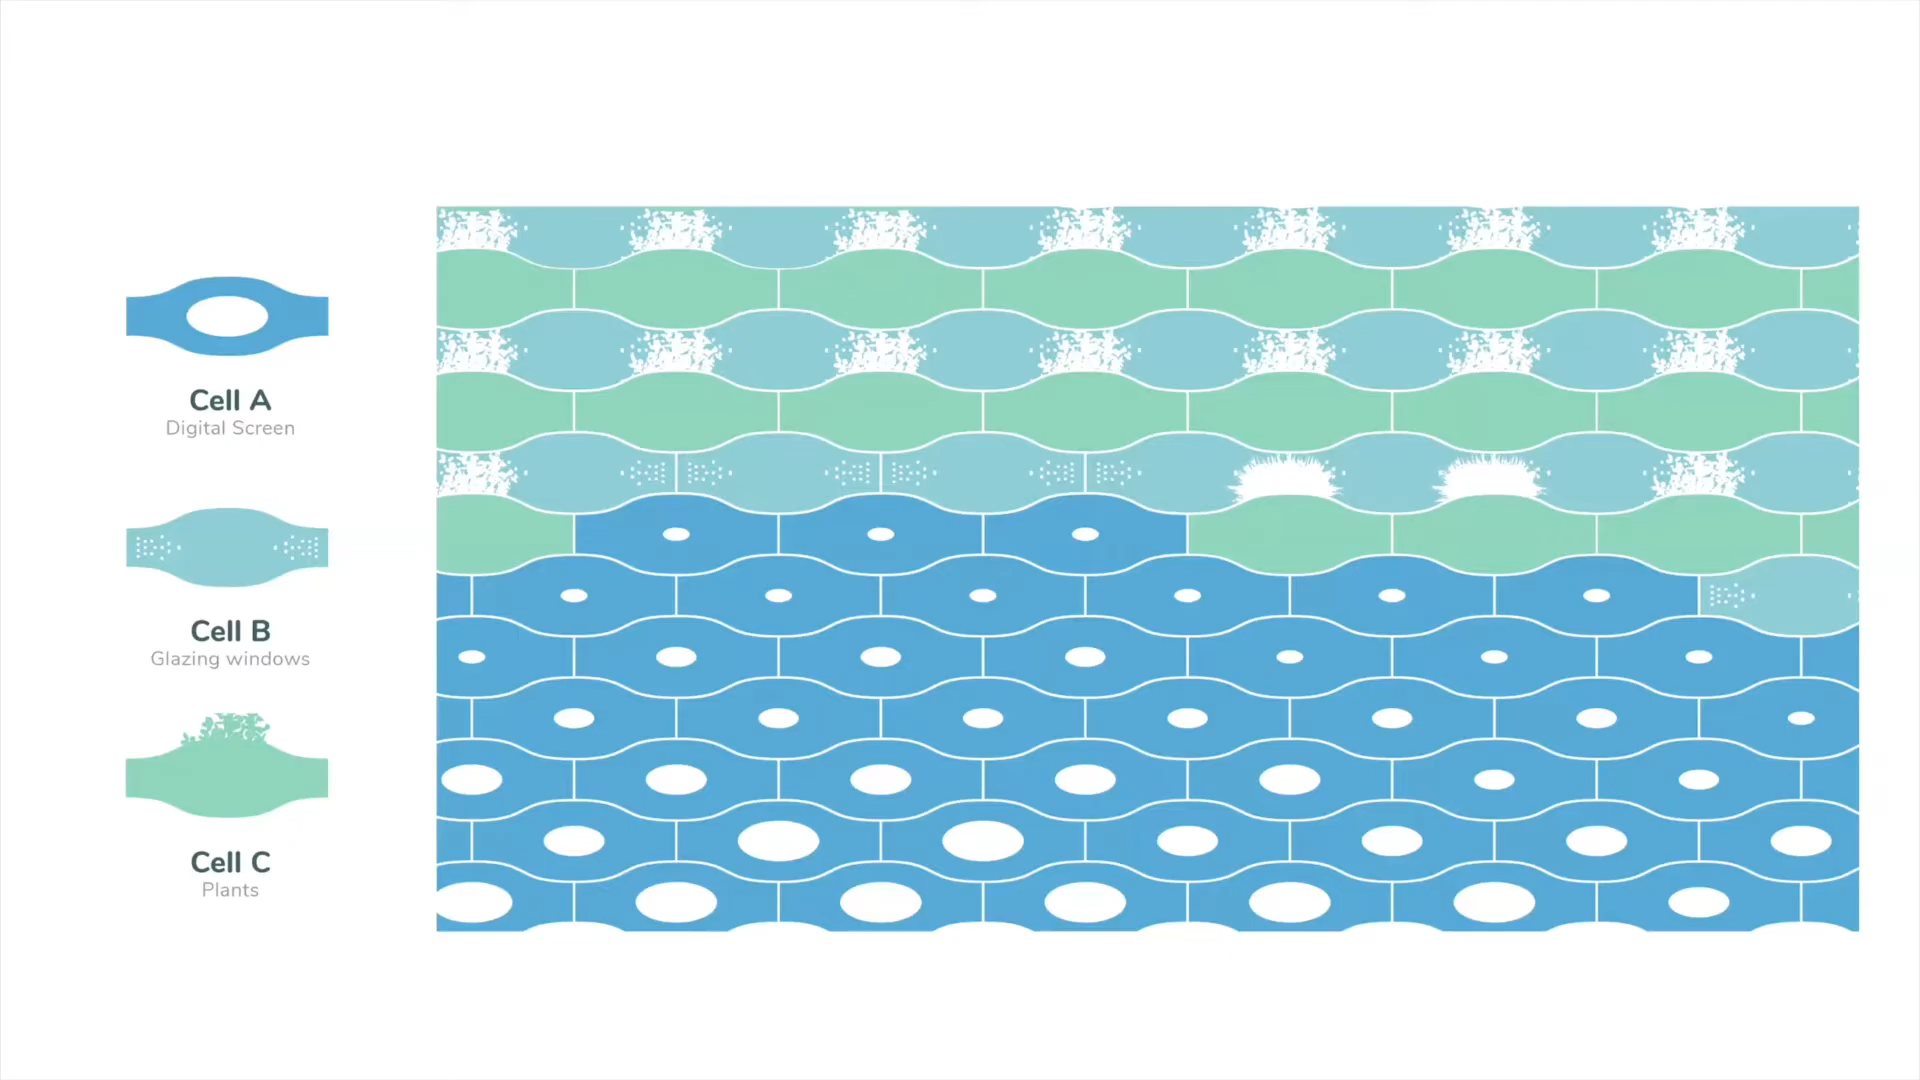 Cell A
Digital Screen
Cell B
Glazing windows
Cell C
Plants